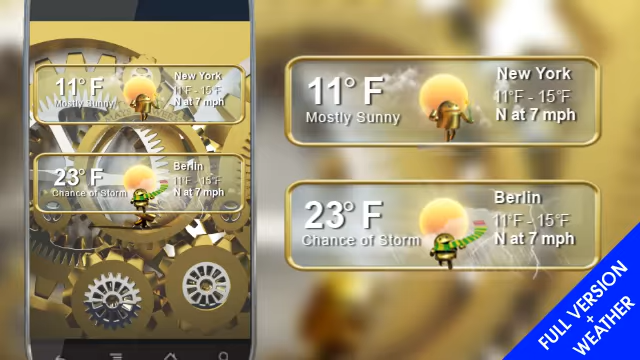 11° F
Mostly Sunny
New York
11°F - 15°F
N at 7 mph
23° F
Chance of Storm
Berlin
11°F - 15°F
N at 7 mph
11° F
Mostly Sunny
New York
11°F - 15°F
N at 7 mph
23° F
Chance of Storm
Berlin
11°F - 15°F
N at 7 mph
FULL VERSION
+
WEATHER